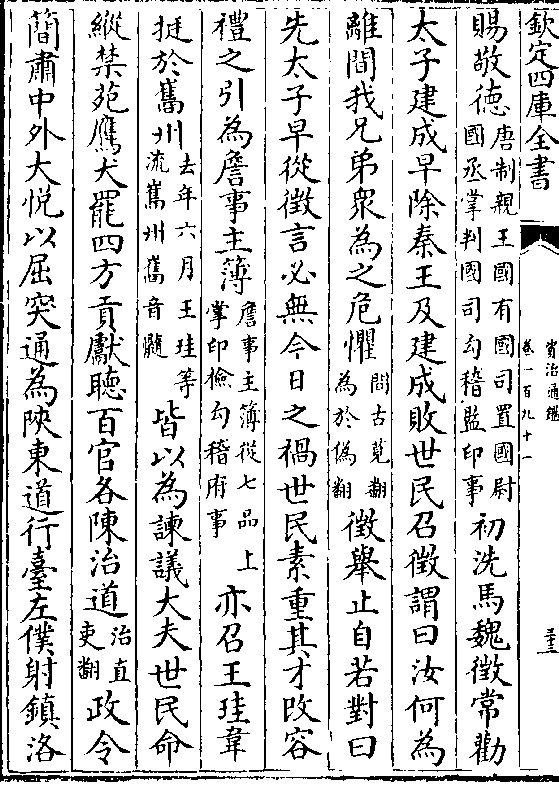 欽定四庫全書
資治通鑑
卷一百九十一
賜敬德唐制親王國有國司置國尉國丞掌判國司勾稽監印事初洗馬魏徵常勸
太子建成早除秦王及建成敗世民召徵謂曰汝何為
離間我兄弟衆為之危懼間古莧翻為於偽翻徵舉止自若對曰
先太子早從徵言必無今日之禍世民素重其才改容
禮之引為詹事主簿詹事主簿從七品上掌印檢勾稽府事亦召王珪韋
挺於巂州去年六月王珪等流巂州巂音髓皆以為諫議大夫世民命
縱禁苑鷹犬罷四方貢獻聽百官各陳治道治直吏翻政令
簡肅中外大悅以屈突通為陜東道行臺左僕射鎮洛